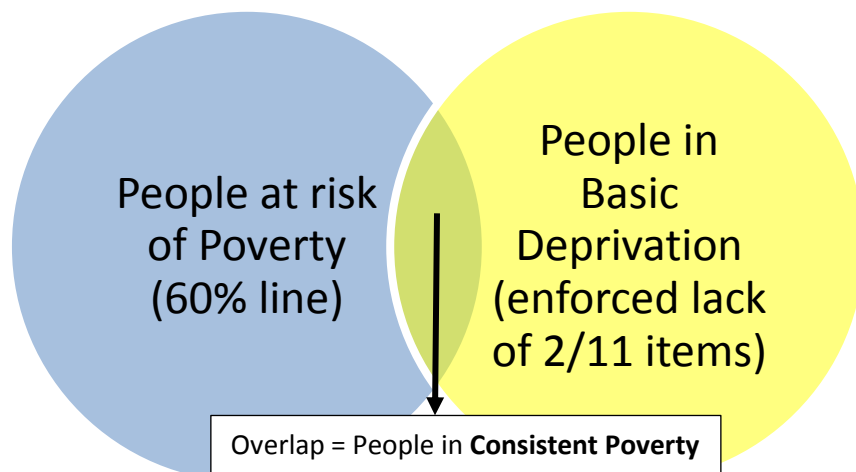 People at risk
of Poverty
(60% line)
People in
Basic
Deprivation
(enforced lack
of 2/11 items)
Overlap = People in Consistent Poverty